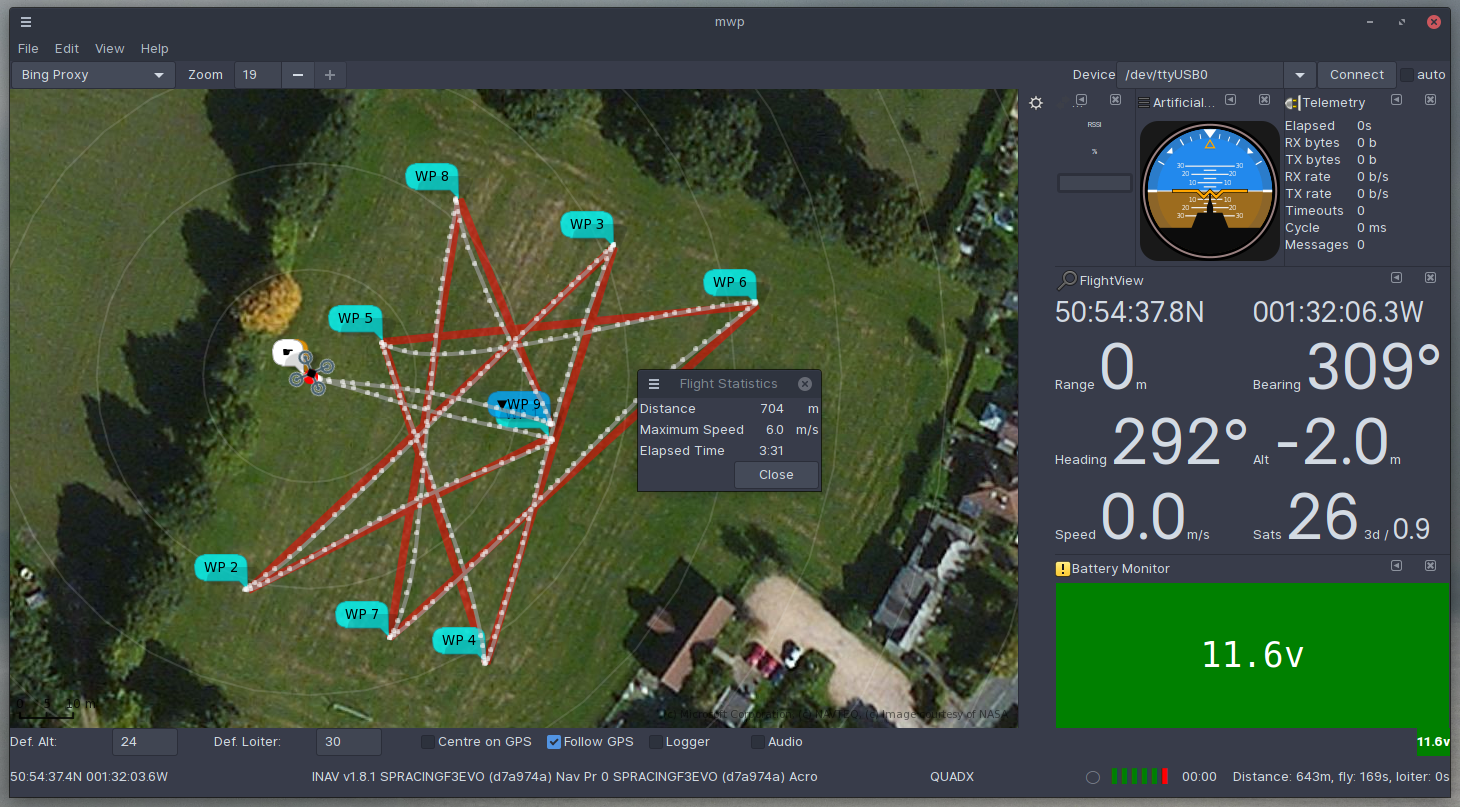 mwp
File Edit View Help
Bing Proxy Zoom 19 − + Device /dev/ttyUSB0 Connect auto
WP 8
WP 3
WP 6
WP 5
WP 9
WP 2
WP 7
WP 4
0 5 10 m
Flight Statistics
Distance 704 m
Maximum Speed 6.0 m/s
Elapsed Time 3:31
Close
...
RSSI
%
Artificial...
30 30
20 20
10 10
10 10
20 20
30 30
Telemetry
Elapsed 0s
RX bytes 0 b
TX bytes 0 b
RX rate 0 b/s
TX rate 0 b/s
Timeouts 0
Cycle 0 ms
Messages 0
FlightView
50:54:37.8N 001:32:06.3W
Range 0 m Bearing 309°
Heading 292° Alt -2.0 m
Speed 0.0 m/s Sats 26 3d / 0.9
Battery Monitor
11.6v
Def. Alt: 24 Def. Loiter: 30 Centre on GPS Follow GPS Logger Audio 11.6v
50:54:37.4N 001:32:03.6W INAV v1.8.1 SPRACINGF3EVO (d7a974a) Nav Pr 0 SPRACINGF3EVO (d7a974a) Acro QUADX 00:00 Distance: 643m, fly: 169s, loiter: 0s